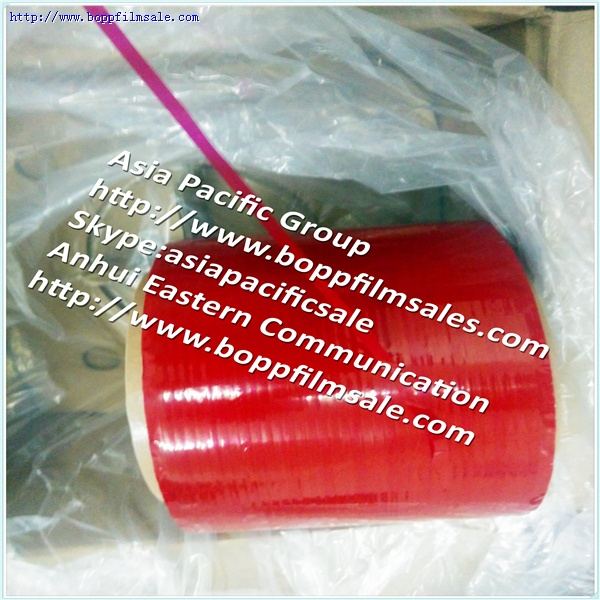 http://www.boppfilmsale.com
Asia Pacific Group
http://www.boppfilmsales.com
Skype:asiapacificsale
Anhui Eastern Communication
http://www.boppfilmsale.com